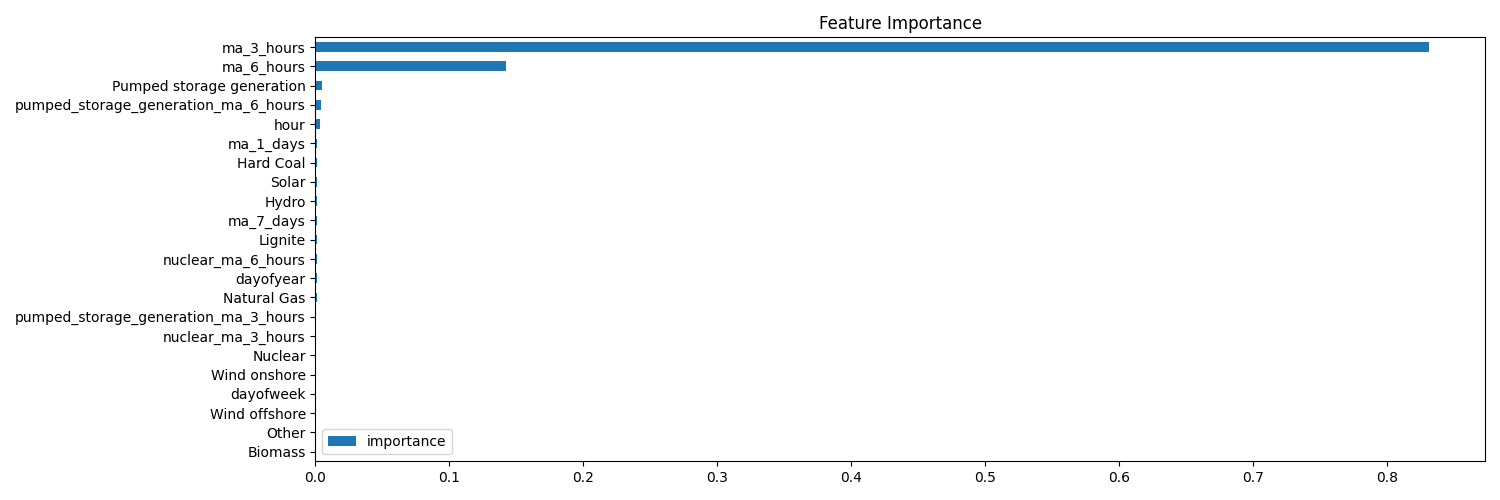 Feature Importance
ma_3_hours
ma_6_hours
Pumped storage generation
pumped_storage_generation_ma_6_hours
hour
ma_1_days
Hard Coal
Solar
Hydro
ma_7_days
Lignite
nuclear_ma_6_hours
dayofyear
Natural Gas
pumped_storage_generation_ma_3_hours
nuclear_ma_3_hours
Nuclear
Wind onshore
dayofweek
Wind offshore
Other
Biomass
importance
0.0 0.1 0.2 0.3 0.4 0.5 0.6 0.7 0.8